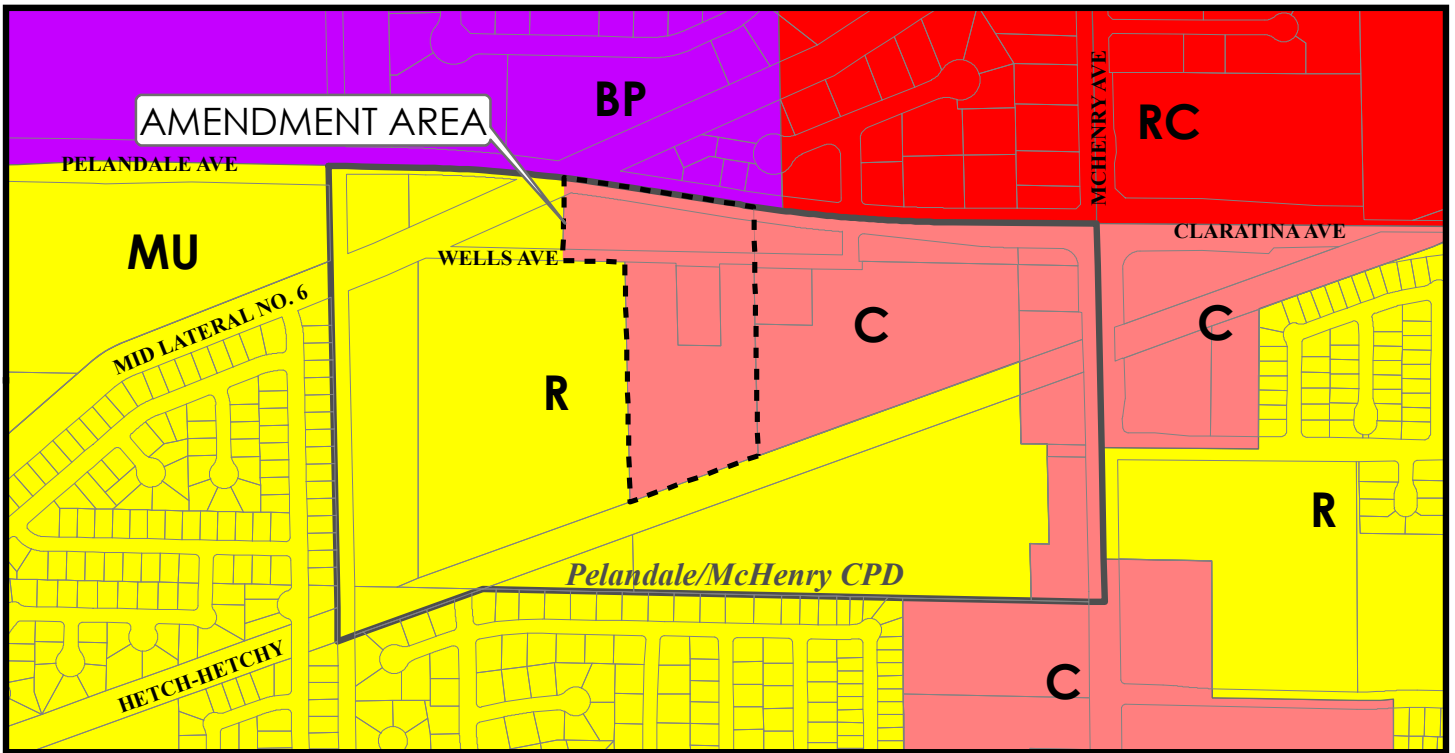 BP
RC
AMENDMENT AREA
MCHENRY AVE
PELANDALE AVE
MU
CLARATINA AVE
WELLS AVE
MID LATERAL NO. 6
C
C
R
R
Pelandale/McHenry CPD
HETCH-HETCHY
C